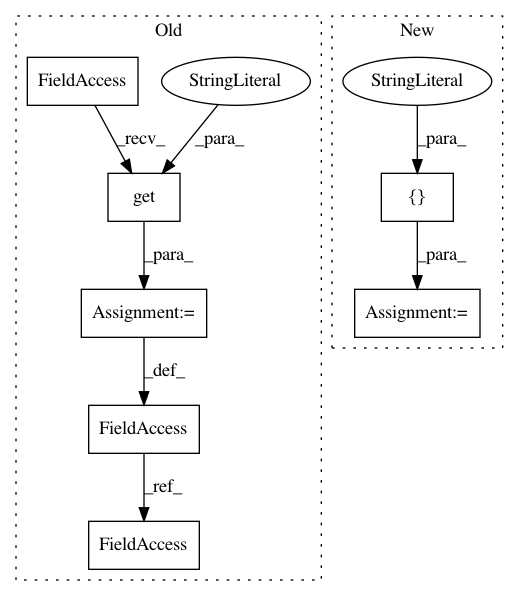 Old
New
FieldAccess
StringLiteral
StringLiteral
_recv_
_para_
_para_
get
{}
_para_
_para_
Assignment:=
Assignment:=
_def_
FieldAccess
_ref_
FieldAccess